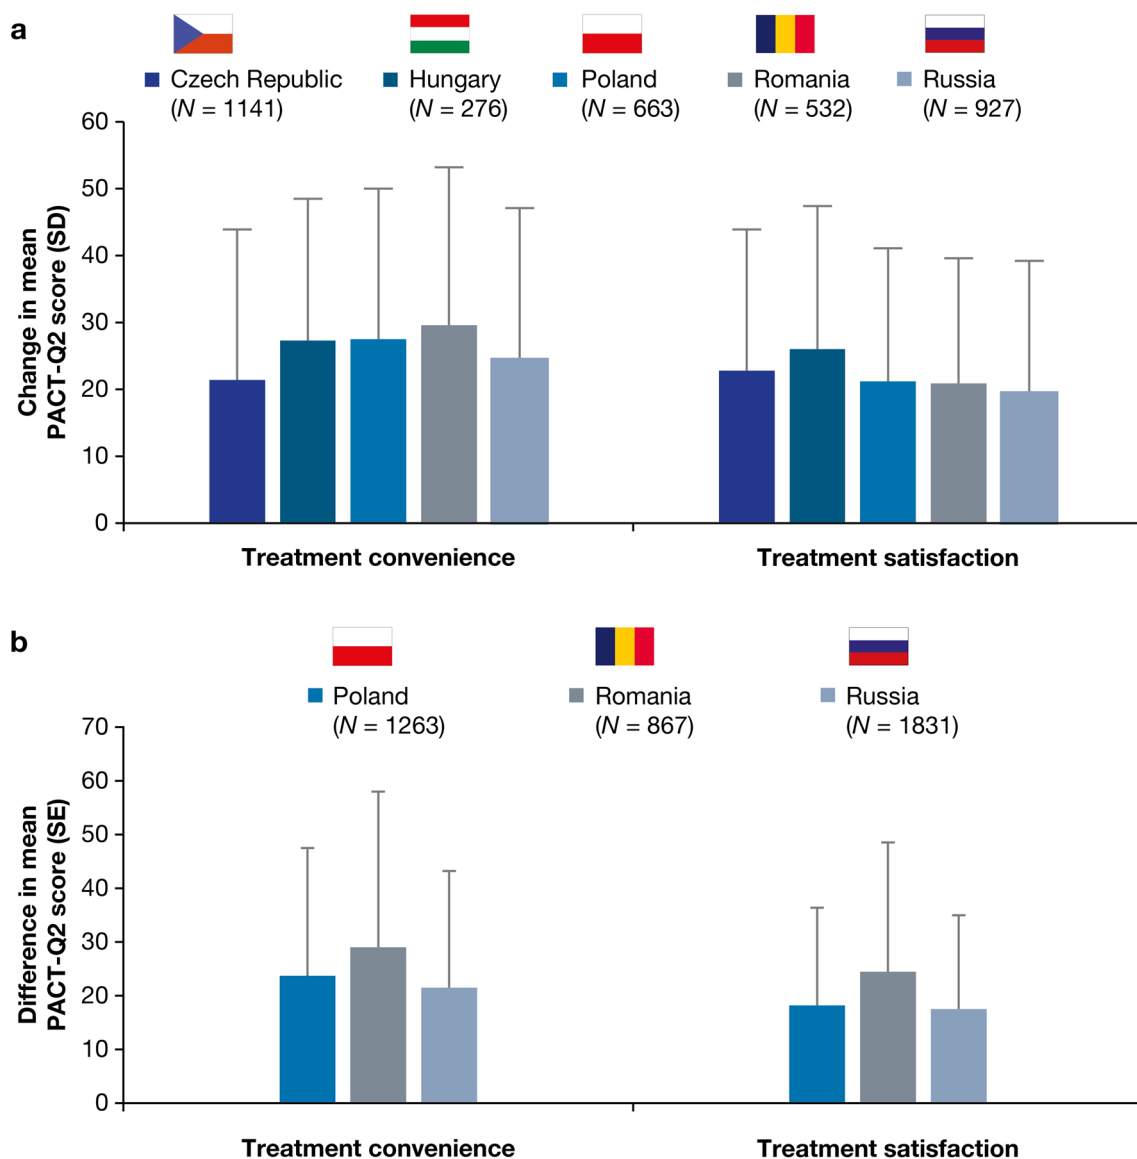 a
Czech Republic
(N = 1141)
Hungary
(N = 276)
Poland
(N = 663)
Romania
(N = 532)
Russia
(N = 927)
Change in mean
PACT-Q2 score (SD)
60
50
40
30
20
10
0
Treatment convenience
Treatment satisfaction
b
Poland
(N = 1263)
Romania
(N = 867)
Russia
(N = 1831)
Difference in mean
PACT-Q2 score (SE)
70
60
50
40
30
20
10
0
Treatment convenience
Treatment satisfaction